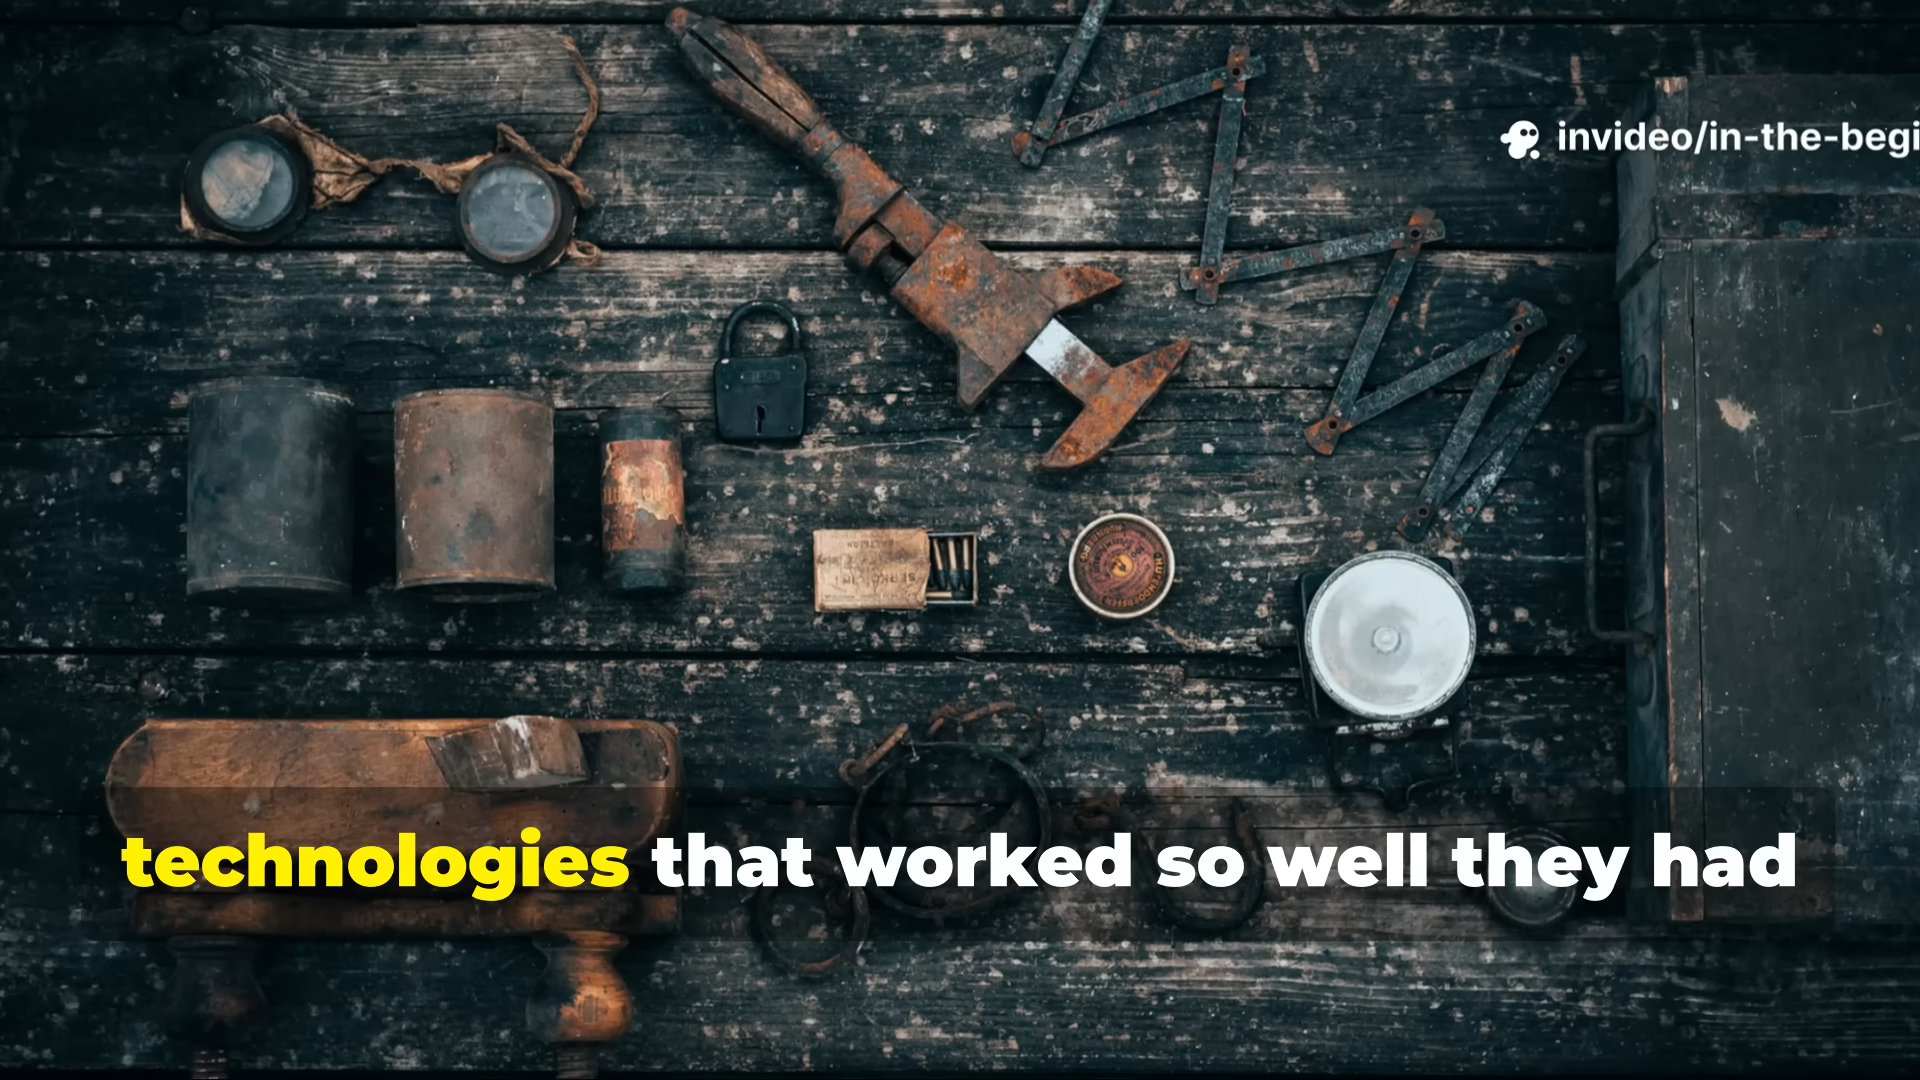 invideo/in-the-begi
technologies that worked so well they had